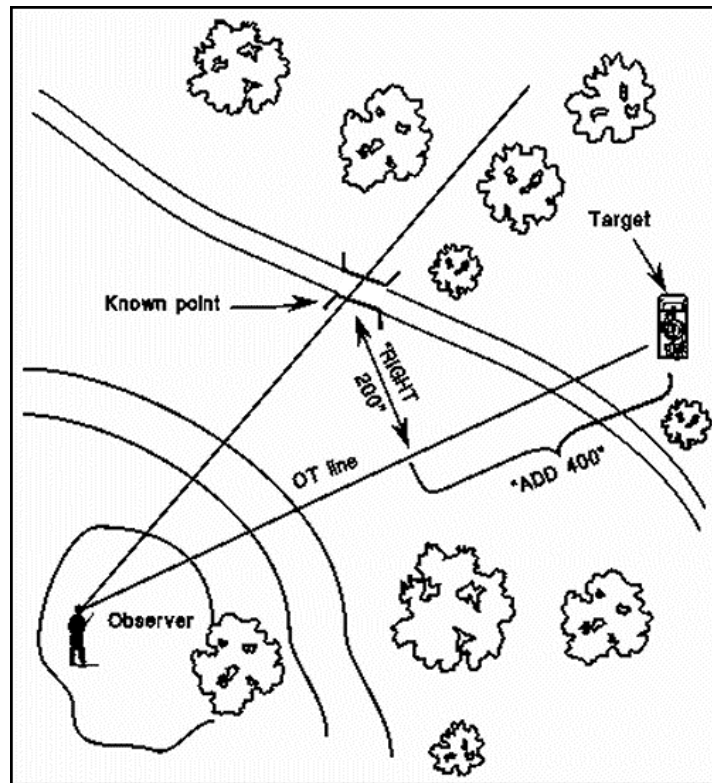 Target
Known point
"RIGHT
200"
OT line
"ADD 400"
Observer